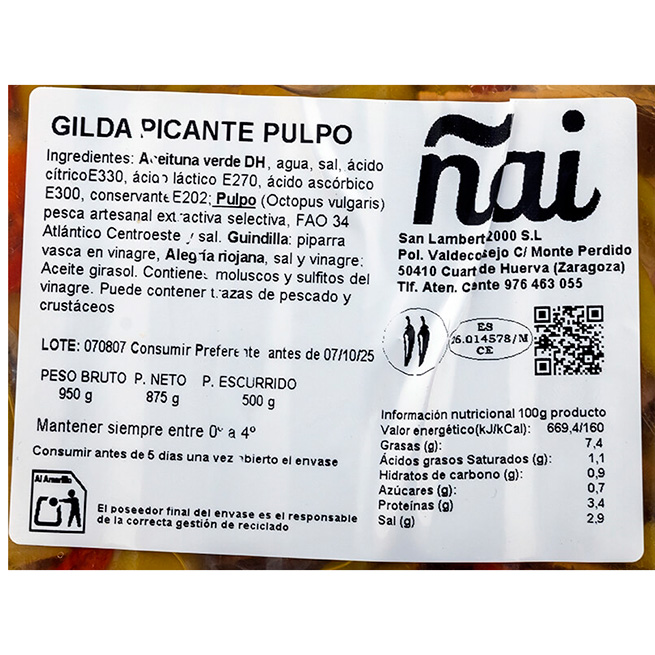 GILDA PICANTE PULPO
Ingredientes: Aceituna verde DH, agua, sal, ácido
cítricoE330, ácido láctico E270, ácido ascórbico
E300, conservante E202; Pulpo (Octopus vulgaris)
pesca artesanal extractiva selectiva, FAO 34
Atlántico Centroeste y sal. Guindilla: piparra
vasca en vinagre, Alegría riojana, sal y vinagre;
Aceite girasol. Contiene: moluscos y sulfitos del
vinagre. Puede contener trazas de pescado y
crustáceos
LOTE: 070807 Consumir Preferente antes de 07/10/25
PESO BRUTO P. NETO P. ESCURRIDO
950 g 875 g 500 g
Mantener siempre entre 0º a 4º
Consumir antes de 5 días una vez abierto el envase
Al Amarillo
El poseedor final del envase es el responsable
de la correcta gestión de reciclado
ñai
San Lambert 2000 S.L
Pol. Valdeconsejo C/ Monte Perdido
50410 Cuart de Huerva (Zaragoza)
Tlf. Aten. Cliente 976 463 055
ES
26.014578/M
CE
Información nutricional 100g producto
Valor energético(kJ/kCal): 669,4/160
Grasas (g): 7,4
Ácidos grasos Saturados (g): 1,1
Hidratos de carbono (g): 0,9
Azúcares (g): 0,7
Proteínas (g): 3,4
Sal (g) 2,9